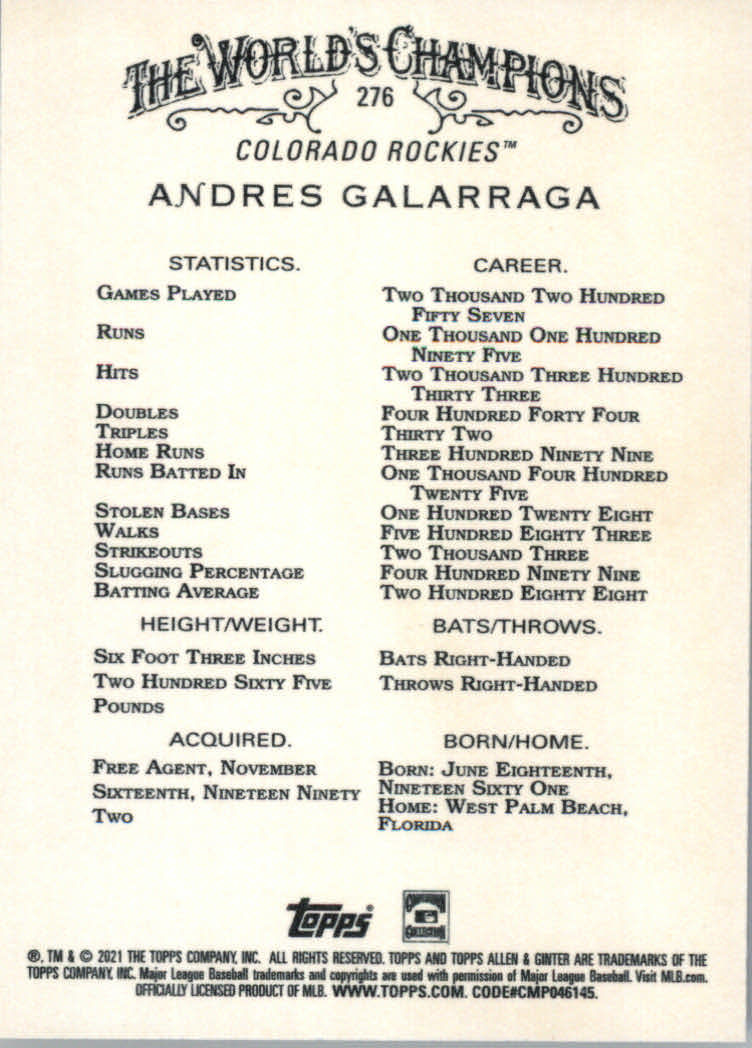 THE WORLD'S CHAMPIONS
276
COLORADO ROCKIES™
ANDRES GALARRAGA
STATISTICS. CAREER.
GAMES PLAYED TWO THOUSAND TWO HUNDRED
FIFTY SEVEN
RUNS ONE THOUSAND ONE HUNDRED
NINETY FIVE
HITS TWO THOUSAND THREE HUNDRED
THIRTY THREE
DOUBLES FOUR HUNDRED FORTY FOUR
TRIPLES THIRTY TWO
HOME RUNS THREE HUNDRED NINETY NINE
RUNS BATTED IN ONE THOUSAND FOUR HUNDRED
TWENTY FIVE
STOLEN BASES ONE HUNDRED TWENTY EIGHT
WALKS FIVE HUNDRED EIGHTY THREE
STRIKEOUTS TWO THOUSAND THREE
SLUGGING PERCENTAGE FOUR HUNDRED NINETY NINE
BATTING AVERAGE TWO HUNDRED EIGHTY EIGHT
HEIGHT/WEIGHT.
SIX FOOT THREE INCHES
TWO HUNDRED SIXTY FIVE
POUNDS
BATS/THROWS.
BATS RIGHT-HANDED
THROWS RIGHT-HANDED
ACQUIRED.
FREE AGENT, NOVEMBER
SIXTEENTH, NINETEEN NINETY
TWO
BORN/HOME.
BORN: JUNE EIGHTEENTH,
NINETEEN SIXTY ONE
HOME: WEST PALM BEACH,
FLORIDA
topps®
COOPERSTOWN
COLLECTION
®, TM & © 2021 THE TOPPS COMPANY, INC. ALL RIGHTS RESERVED. TOPPS AND TOPPS ALLEN & GINTER ARE TRADEMARKS OF THE
TOPPS COMPANY, INC. Major League Baseball trademarks and copyrights are used with permission of Major League Baseball. Visit MLB.com.
OFFICIALLY LICENSED PRODUCT OF MLB. WWW.TOPPS.COM. CODE#CMP046145.